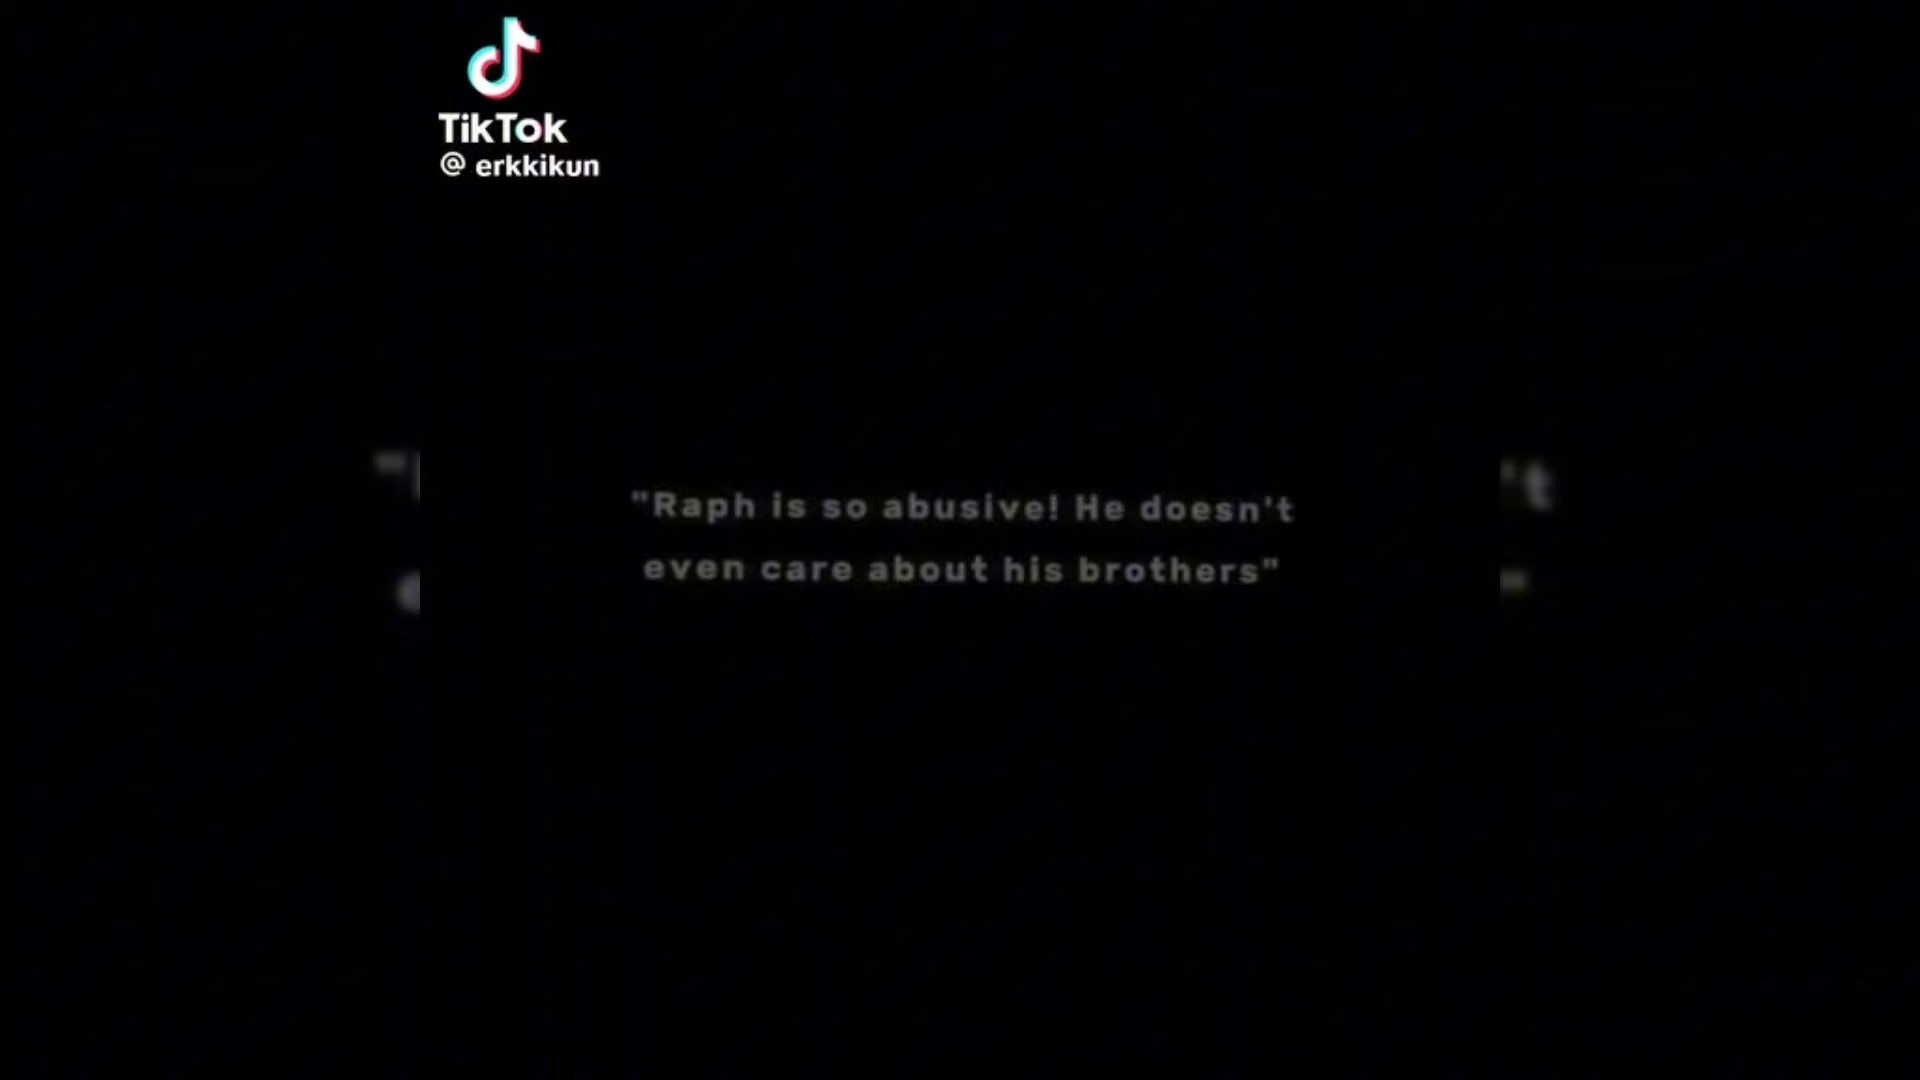 TikTok
@ erkkikun
"Raph is so abusive! He doesn't
even care about his brothers"